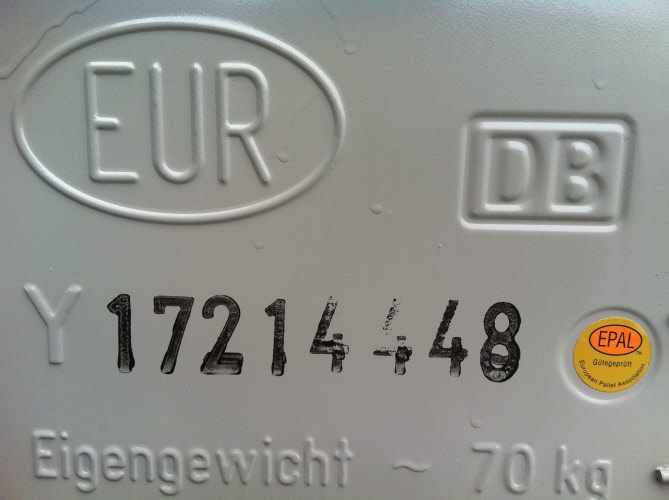 EUR
DB
Y 17214448
EPAL
Gütegeprüft
European Pallet Association
Eigengewicht ~ 70 kg